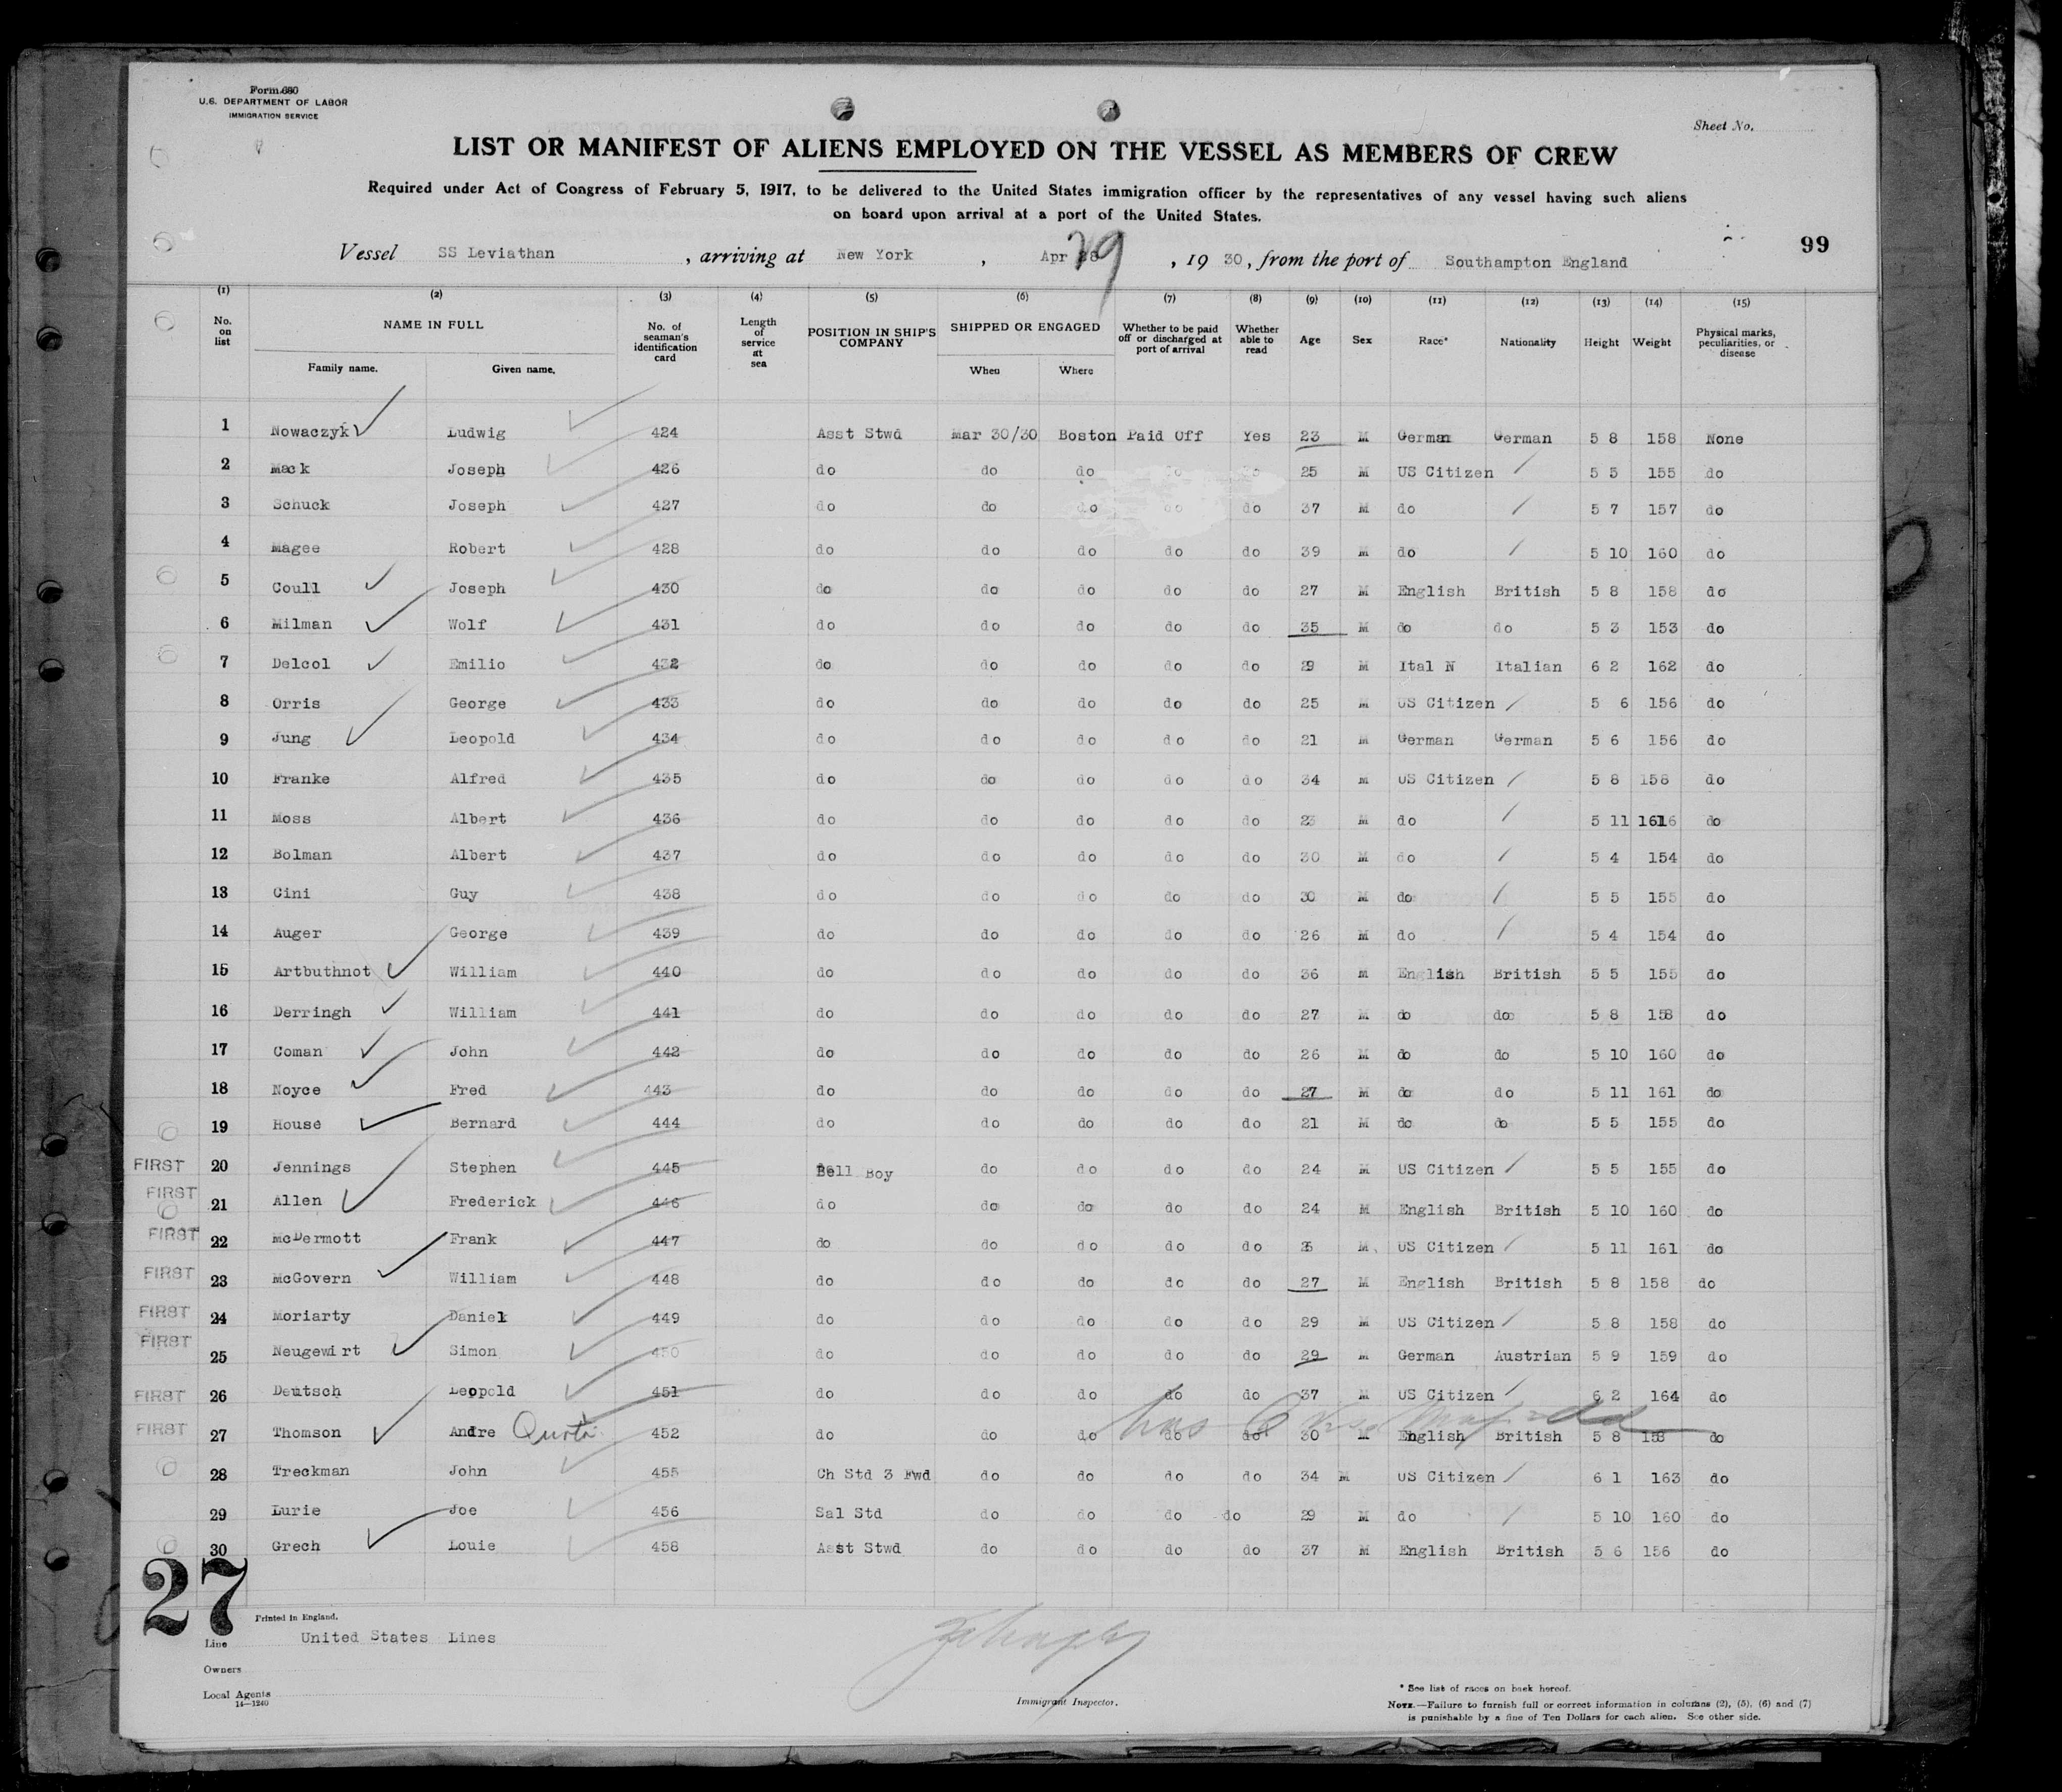 Form 680
U.S. DEPARTMENT OF LABOR
IMMIGRATION SERVICE
Sheet No.
LIST OR MANIFEST OF ALIENS EMPLOYED ON THE VESSEL AS MEMBERS OF CREW
Required under Act of Congress of February 5, 1917, to be delivered to the United States immigration officer by the representatives of any vessel having such aliens
on board upon arrival at a port of the United States.
99
Vessel SS Leviathan , arriving at New York , Apr 29 , 19 30, from the port of Southampton England
(1) (2) (3) (4) (5) (6) (7) (8) (9) (10) (11) (12) (13) (14) (15)
No. on list NAME IN FULL Family name. Given name. No. of seaman's identification card Length of service at sea POSITION IN SHIP'S COMPANY SHIPPED OR ENGAGED When Where Whether to be paid off or discharged at port of arrival Whether able to read Age Sex Race* Nationality Height Weight Physical marks, peculiarities, or disease
1 Nowaczyk Ludwig 424 Asst Stwd Mar 30/30 Boston Paid Off Yes 23 M German German 5 8 158 None
2 Mack Joseph 426 do do do do do 25 M US Citizen / 5 5 155 do
3 Schuck Joseph 427 do do do do do 37 M do / 5 7 157 do
4 Magee Robert 428 do do do do do 39 M do / 5 10 160 do
5 Coull Joseph 430 do do do do do 27 M English British 5 8 158 do
6 Milman Wolf 431 do do do do do 35 M do do 5 3 153 do
7 Delcol Emilio 432 do do do do do 29 M Ital N Italian 6 2 162 do
8 Orris George 433 do do do do do 25 M US Citizen / 5 6 156 do
9 Jung Leopold 434 do do do do do 21 M German German 5 6 156 do
10 Franke Alfred 435 do do do do do 34 M US Citizen / 5 8 158 do
11 Moss Albert 436 do do do do do 23 M do / 5 11 do
12 Bolman Albert 437 do do do do do 30 M do / 5 4 154 do
13 Cini Guy 438 do do do do do 30 M do / 5 5 155 do
14 Auger George 439 do do do do do 26 M do / 5 4 154 do
15 Artbuthnot William 440 do do do do do 36 M English British 5 5 155 do
16 Derringh William 441 do do do do do 27 M do do 5 8 158 do
17 Coman John 442 do do do do do 26 M do do 5 10 160 do
18 Noyce Fred 443 do do do do do 27 M do do 5 11 161 do
19 House Bernard 444 do do do do do 21 M do do 5 5 155 do
FIRST 20 Jennings Stephen 445 Bell Boy do do do do 24 M US Citizen / 5 5 155 do
FIRST 21 Allen Frederick 446 do do do do do 24 M English British 5 10 160 do
FIRST 22 McDermott Frank 447 do do do do do M US Citizen / 5 11 161 do
FIRST 23 McGovern William 448 do do do do do 27 M English British 5 8 158 do
FIRST 24 Moriarty Daniel 449 do do do do do 29 M US Citizen / 5 8 158 do
FIRST 25 Neugewirt Simon 450 do do do do do 29 M German Austrian 5 9 159 do
FIRST 26 Deutsch Leopold 451 do do do do do 37 M US Citizen / 6 2 164 do
FIRST 27 Thomson Andre 452 do do do do do 30 M English British 5 8 158 do
28 Treckman John 455 Ch Std 3 Fwd do do do do 34 M US Citizen / 6 1 163 do
29 Lurie Joe 456 Sal Std do do do do 29 M do / 5 10 160 do
30 Grech Louie 458 Asst Stwd do do do do 37 M English British 5 6 156 do
27
Printed in England.
Line United States Lines
Owners
Local Agents
14—1240
Immigrant Inspector.
* See list of races on back hereof.
NOTE.—Failure to furnish full or correct information in columns (2), (5), (6) and (7)
is punishable by a fine of Ten Dollars for each alien. See other side.